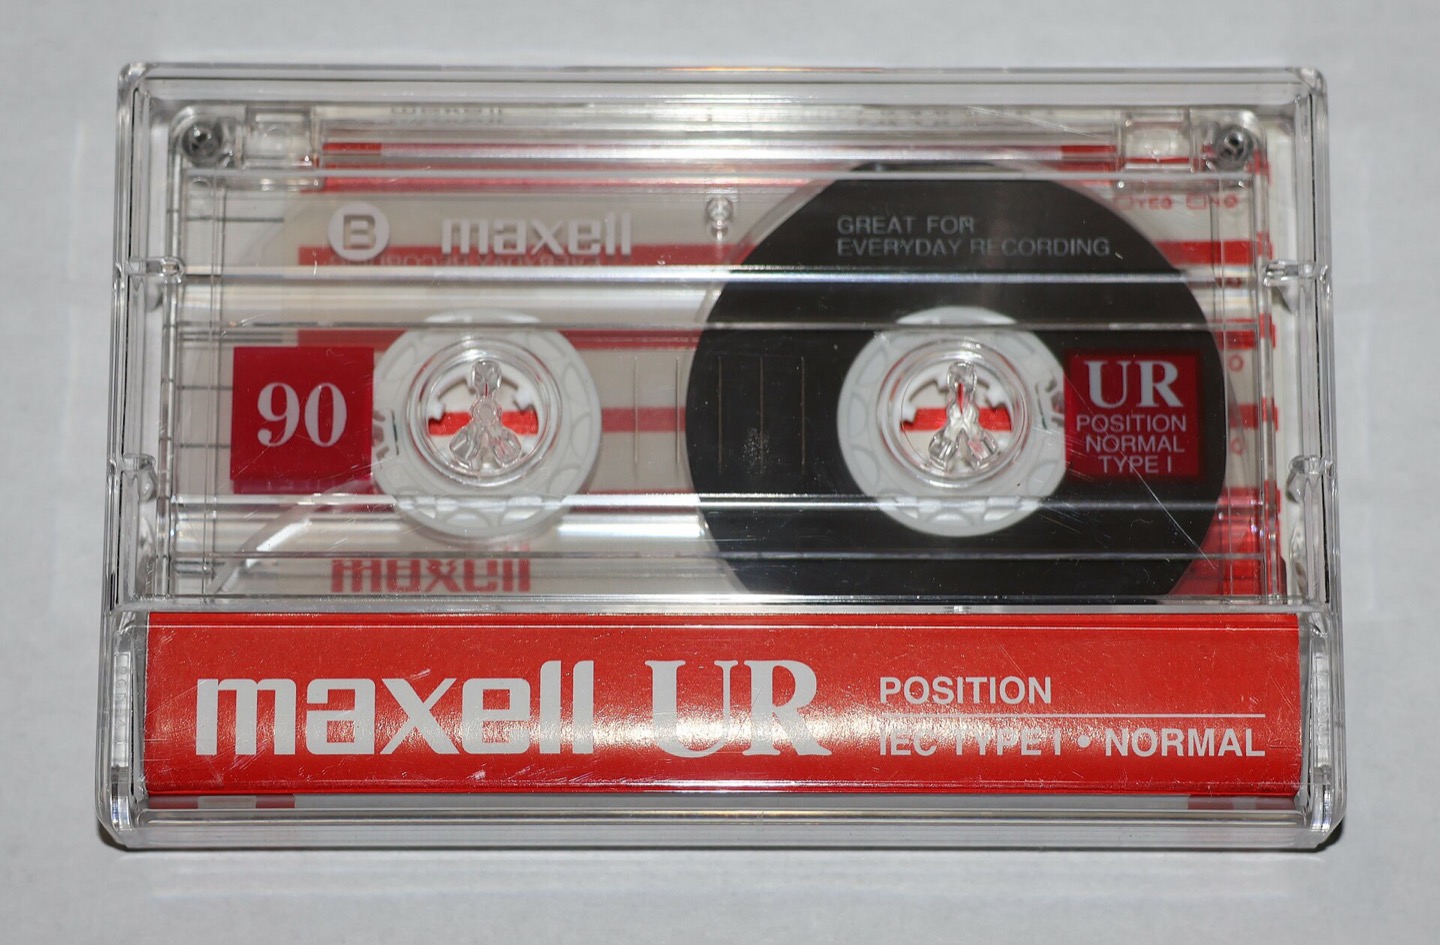 B maxell
GREAT FOR
EVERYDAY RECORDING
90
UR
POSITION
NORMAL
TYPE I
maxell
maxell UR
POSITION
IEC TYPE I • NORMAL